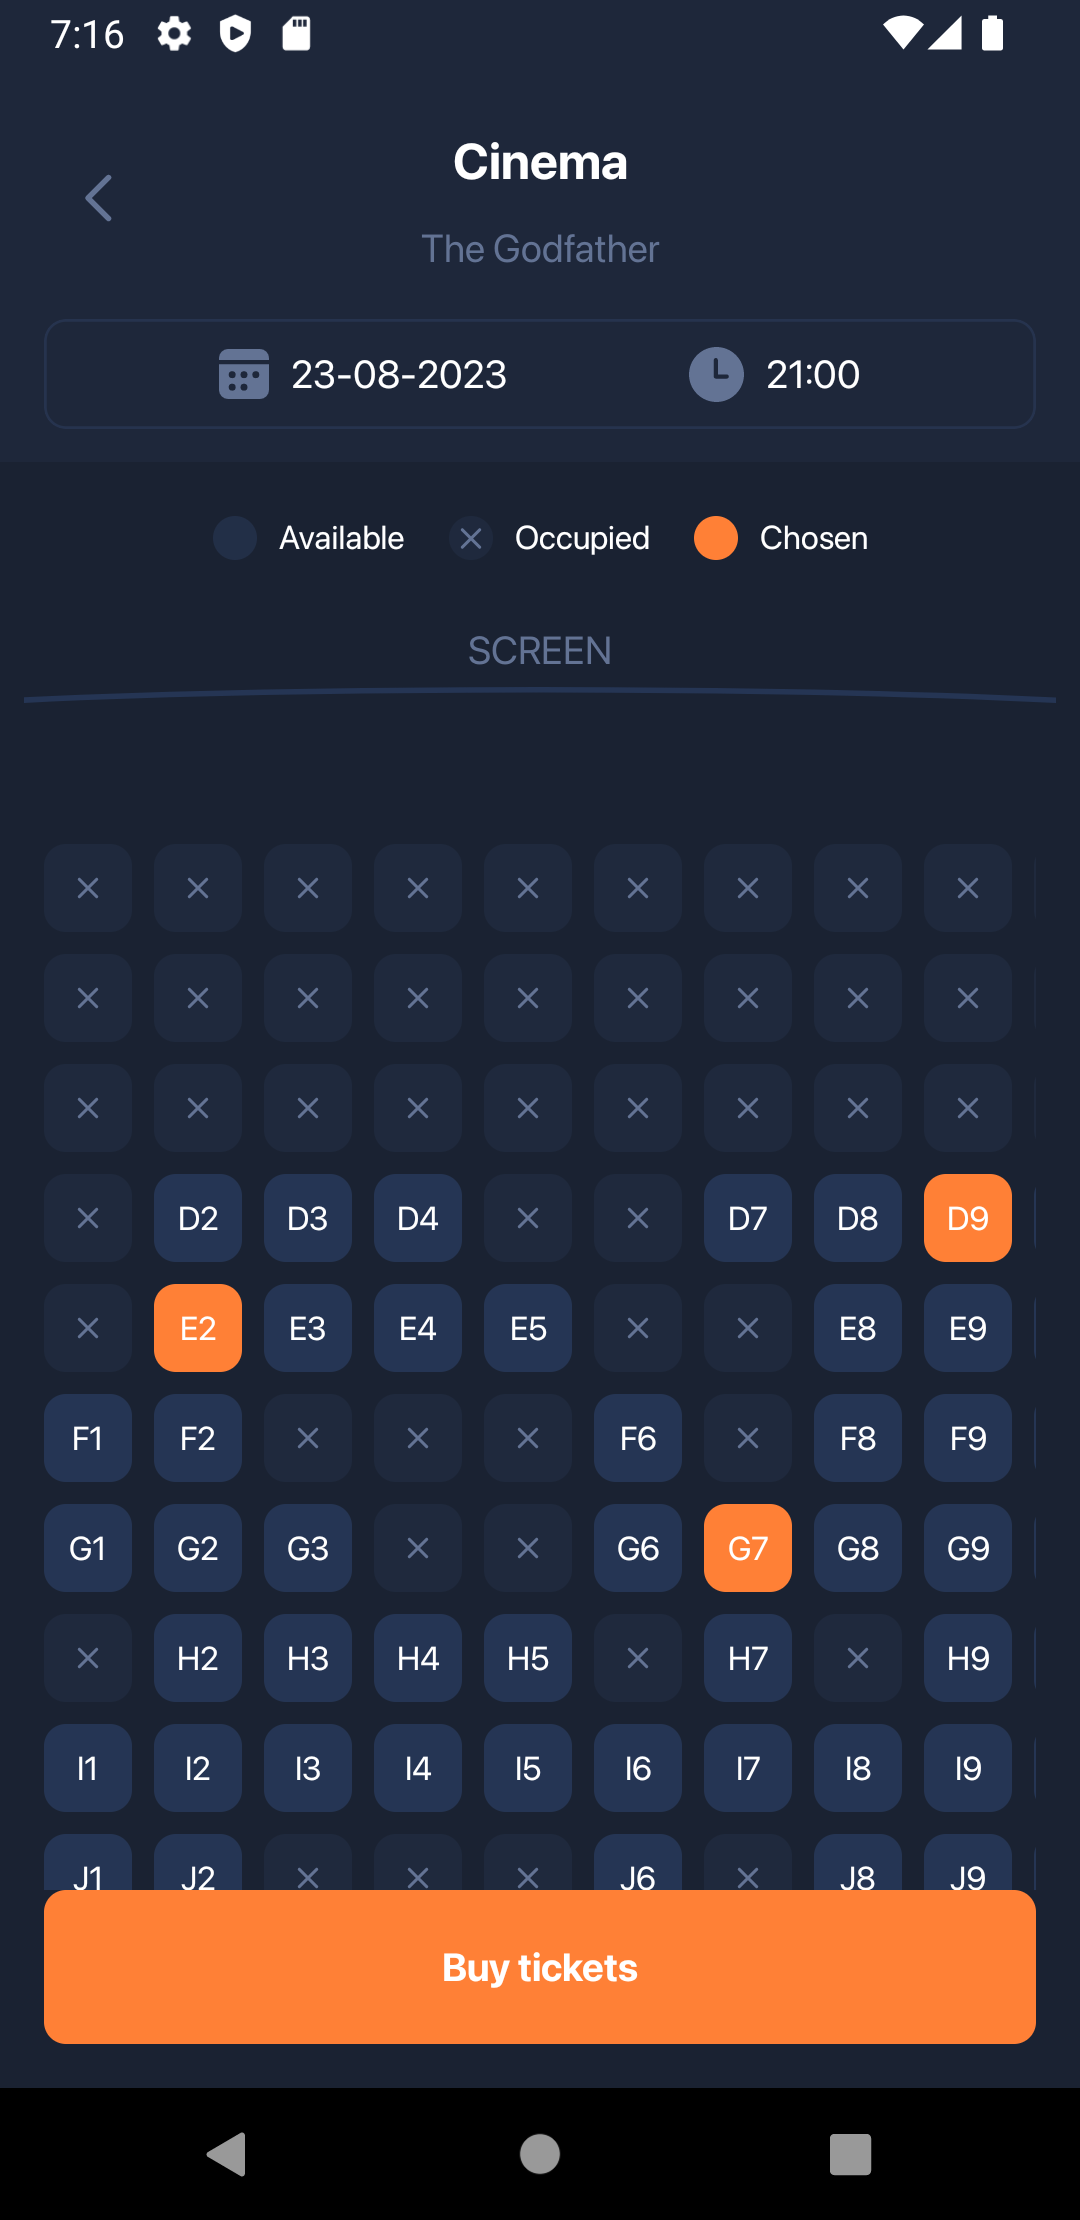 7:16
Cinema
The Godfather
23-08-2023 21:00
Available Occupied Chosen
SCREEN
D2 D3 D4 D7 D8 D9
E2 E3 E4 E5 E8 E9
F1 F2 F6 F8 F9
G1 G2 G3 G6 G7 G8 G9
H2 H3 H4 H5 H7 H9
I1 I2 I3 I4 I5 I6 I7 I8 I9
J1 J2 J6 J8 J9
Buy tickets